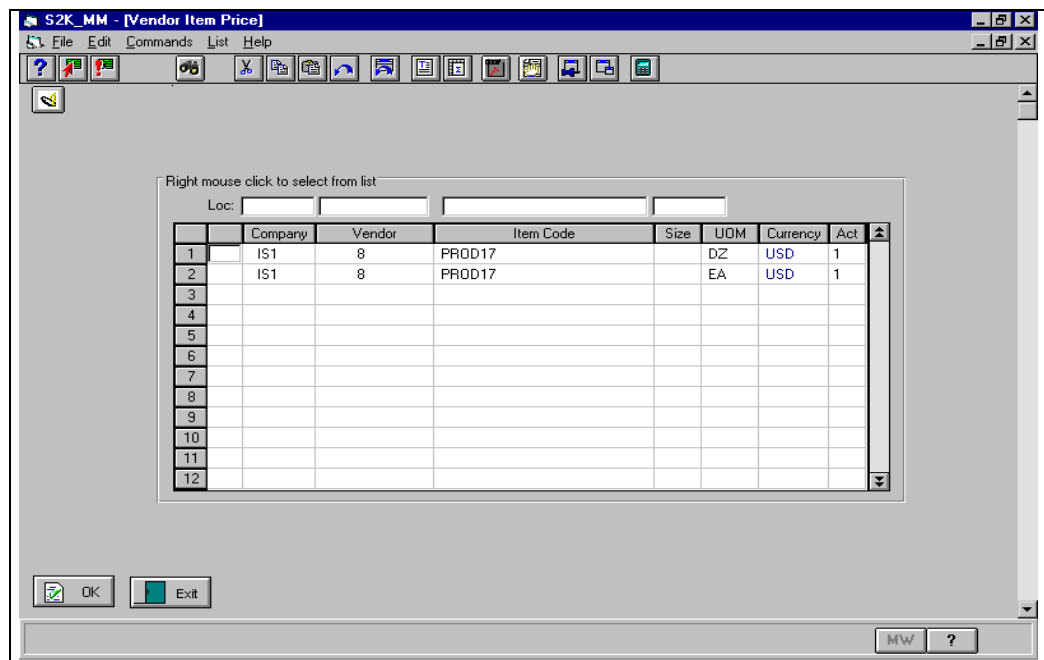 S2K_MM - [Vendor Item Price]
File Edit Commands List Help
Right mouse click to select from list
Loc:
Company Vendor Item Code Size UOM Currency Act
1 IS1 8 PROD17 DZ USD 1
2 IS1 8 PROD17 EA USD 1
3
4
5
6
7
8
9
10
11
12
OK Exit
MW ?